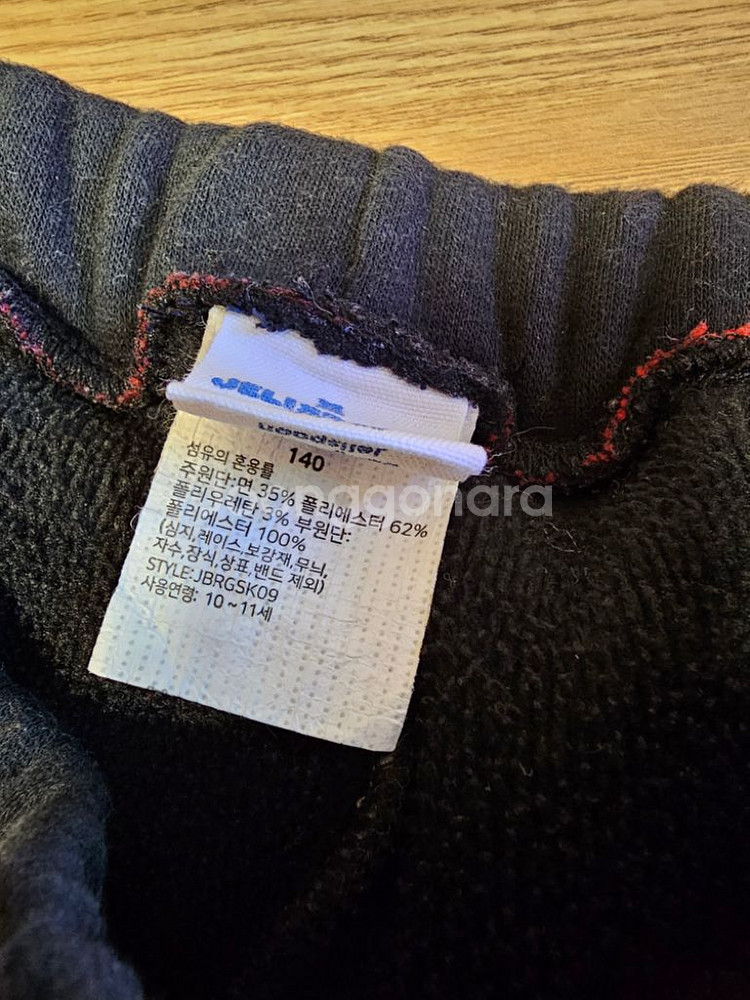 140
섬유의 혼용률
주원단:면 35% 폴리에스터 62%
폴리우레탄 3% 부원단:
폴리에스터 100%
(심지,레이스,보강재,무늬,
자수,장식,상표,밴드 제외)
STYLE:JBRGSK09
사용연령: 10 ~ 11세